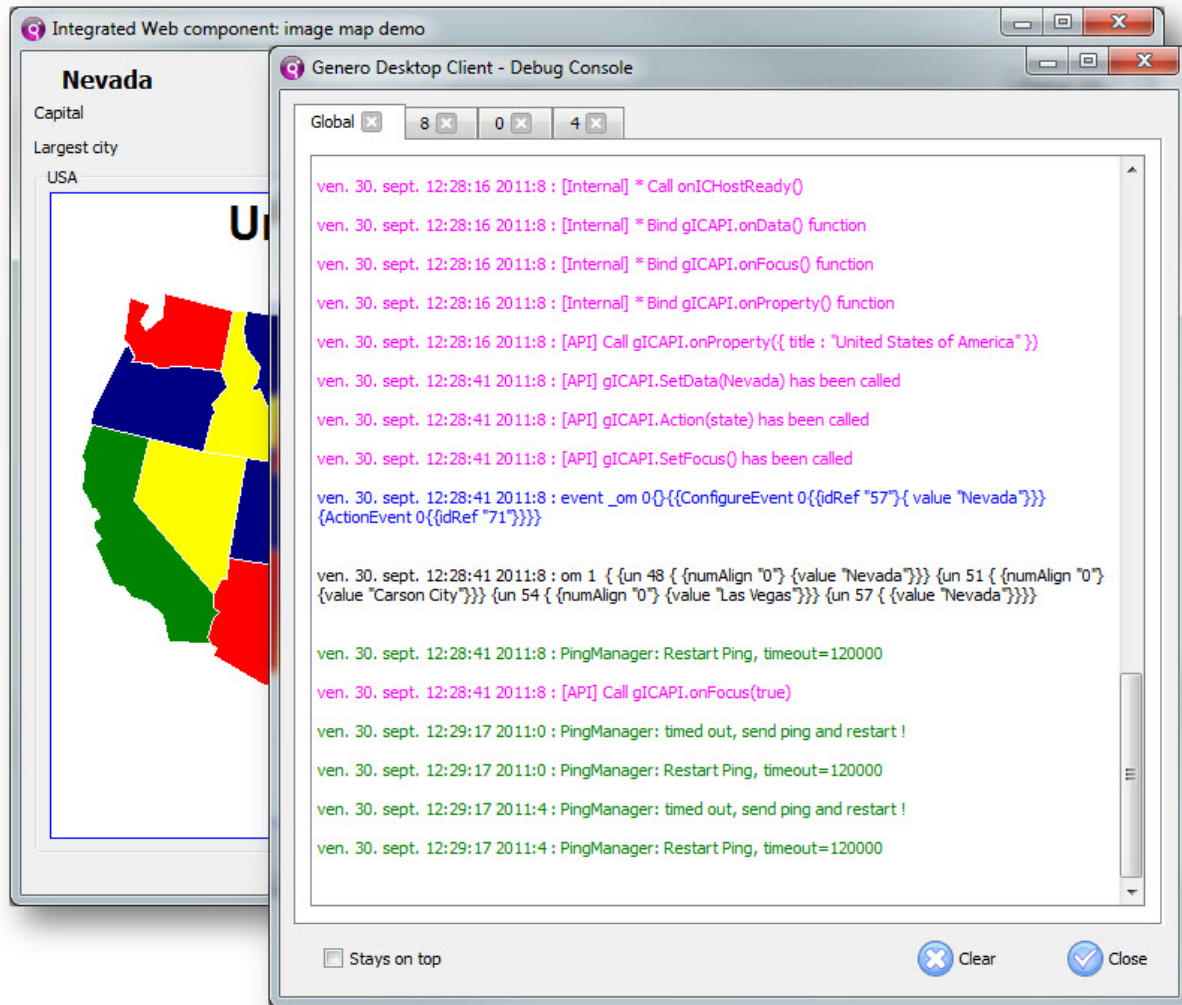 Integrated Web component: image map demo
Nevada
Capital
Largest city
USA
Genero Desktop Client - Debug Console
Global
8
0
4
ven. 30. sept. 12:28:16 2011:8 : [Internal] * Call onICHostReady()
ven. 30. sept. 12:28:16 2011:8 : [Internal] * Bind gICAPI.onData() function
ven. 30. sept. 12:28:16 2011:8 : [Internal] * Bind gICAPI.onFocus() function
ven. 30. sept. 12:28:16 2011:8 : [Internal] * Bind gICAPI.onProperty() function
ven. 30. sept. 12:28:16 2011:8 : [API] Call gICAPI.onProperty({ title : "United States of America" })
ven. 30. sept. 12:28:41 2011:8 : [API] gICAPI.SetData(Nevada) has been called
ven. 30. sept. 12:28:41 2011:8 : [API] gICAPI.Action(state) has been called
ven. 30. sept. 12:28:41 2011:8 : [API] gICAPI.SetFocus() has been called
ven. 30. sept. 12:28:41 2011:8 : event _om 0{}{{ConfigureEvent 0{{idRef "57"}{ value "Nevada"}}}
{ActionEvent 0{{idRef "71"}}}}
ven. 30. sept. 12:28:41 2011:8 : om 1  { {un 48 { {numAlign "0"} {value "Nevada"}}} {un 51 { {numAlign "0"}
{value "Carson City"}}} {un 54 { {numAlign "0"} {value "Las Vegas"}}} {un 57 { {value "Nevada"}}}}
ven. 30. sept. 12:28:41 2011:8 : PingManager: Restart Ping, timeout=120000
ven. 30. sept. 12:28:41 2011:8 : [API] Call gICAPI.onFocus(true)
ven. 30. sept. 12:29:17 2011:0 : PingManager: timed out, send ping and restart !
ven. 30. sept. 12:29:17 2011:0 : PingManager: Restart Ping, timeout=120000
ven. 30. sept. 12:29:17 2011:4 : PingManager: timed out, send ping and restart !
ven. 30. sept. 12:29:17 2011:4 : PingManager: Restart Ping, timeout=120000
Stays on top
Clear
Close